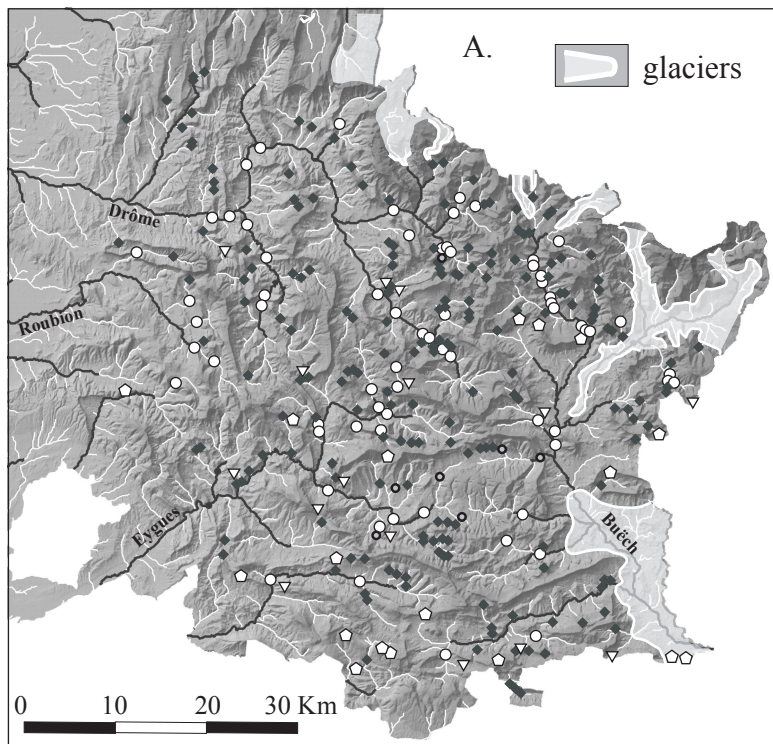 A.
glaciers
Drôme
Roubion
Eygues
Buëch
0 10 20 30 Km